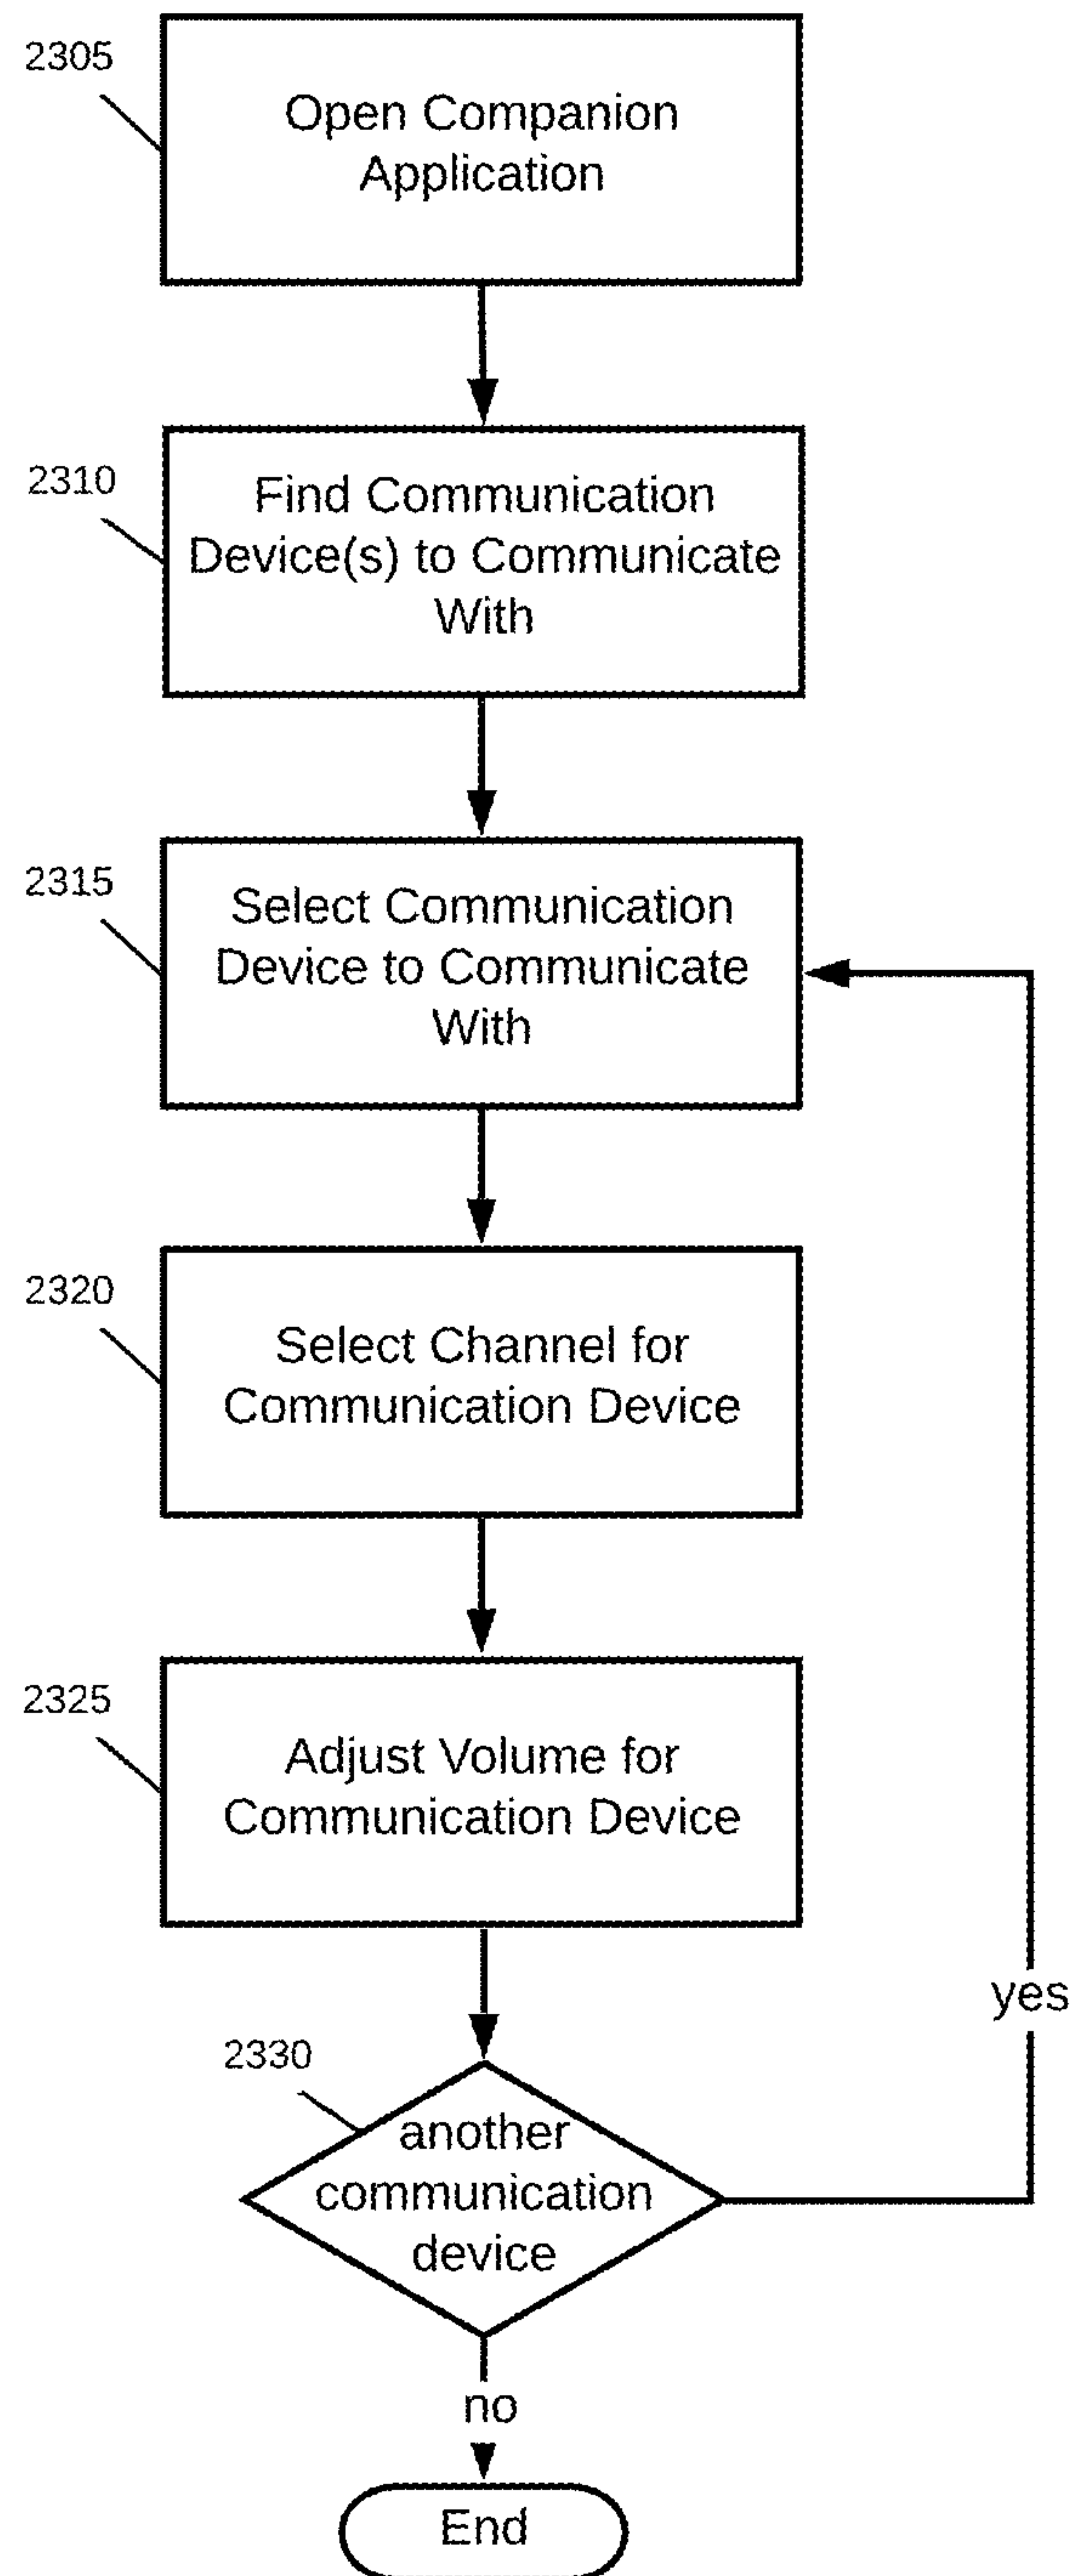 2305
Open Companion
Application
2310
Find Communication
Device(s) to Communicate
With
2315
Select Communication
Device to Communicate
With
2320
Select Channel for
Communication Device
2325
Adjust Volume for
Communication Device
yes
2330
another
communication
device
no
End